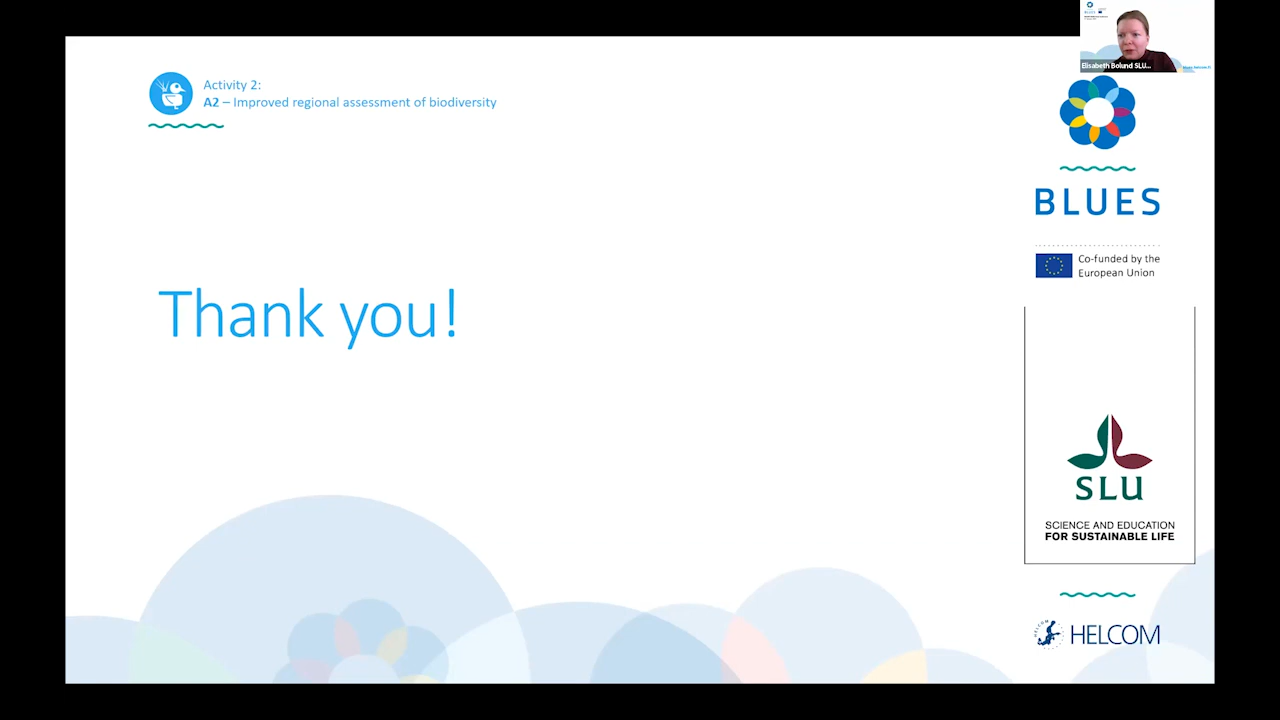 Activity 2:
A2 – Improved regional assessment of biodiversity
Elisabeth Bolund SLU...
BLUES
Co-funded by the
European Union
Thank you!
SLU
SCIENCE AND EDUCATION
FOR SUSTAINABLE LIFE
HELCOM